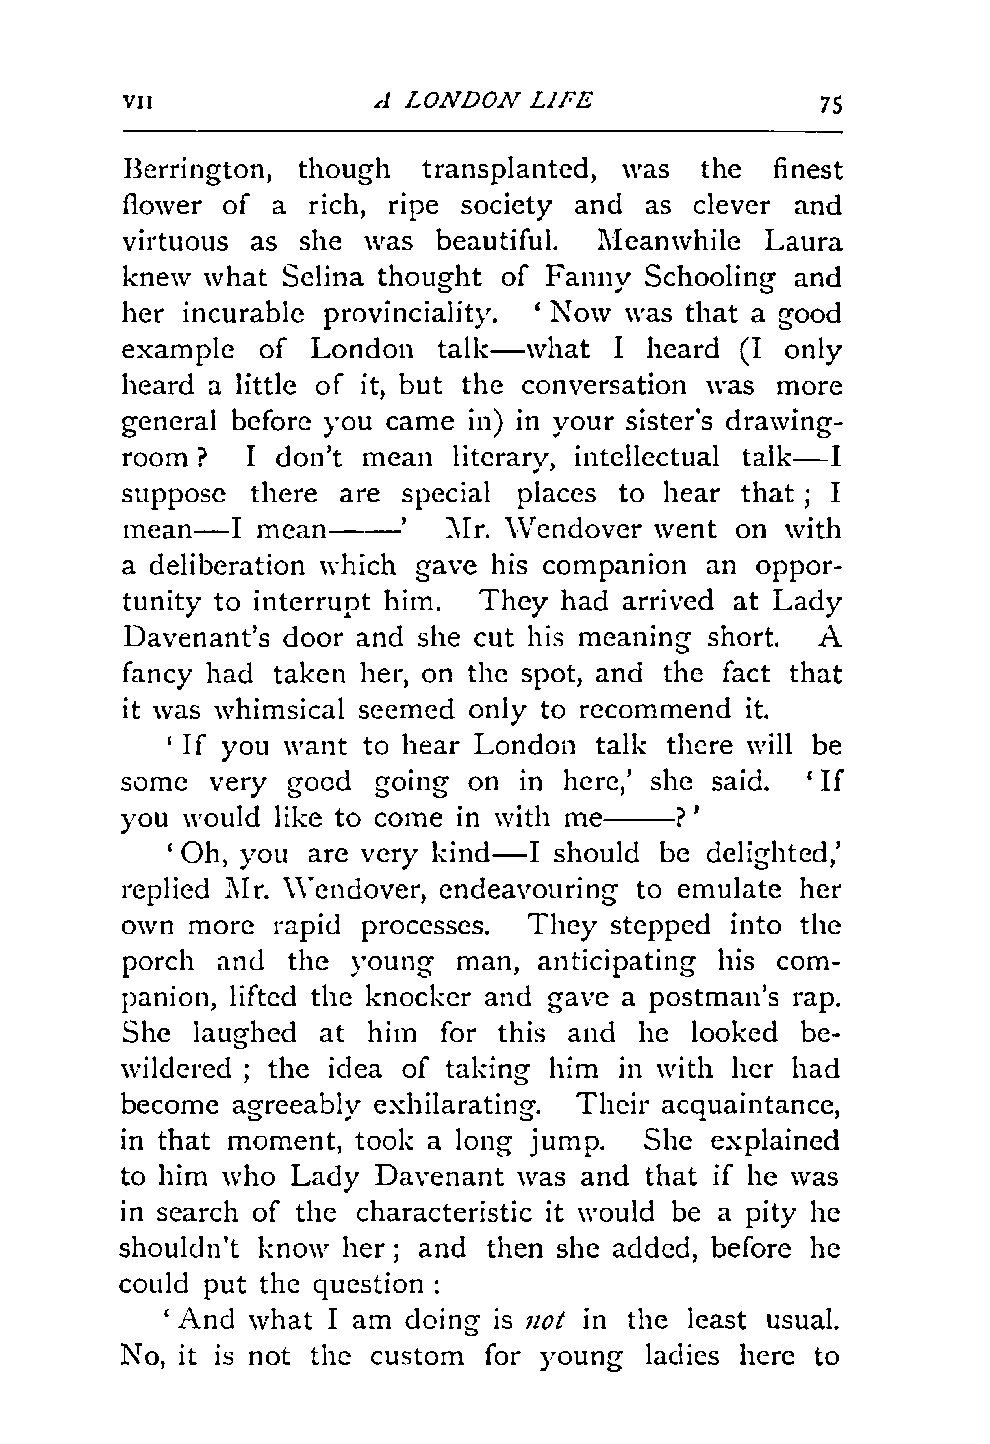 VII A LONDON LIFE 75
Berrington, though transplanted, was the finest
flower of a rich, ripe society and as clever and
virtuous as she was beautiful. Meanwhile Laura
knew what Selina thought of Fanny Schooling and
her incurable provinciality. ‘Now was that a good
example of London talk—what I heard (I only
heard a little of it, but the conversation was more
general before you came in) in your sister's drawing-
room? I don't mean literary, intellectual talk—I
suppose there are special places to hear that; I
mean—I mean——’ Mr. Wendover went on with
a deliberation which gave his companion an oppor-
tunity to interrupt him. They had arrived at Lady
Davenant's door and she cut his meaning short. A
fancy had taken her, on the spot, and the fact that
it was whimsical seemed only to recommend it.
‘If you want to hear London talk there will be
some very good going on in here,’ she said. ‘If
you would like to come in with me——?’
‘Oh, you are very kind—I should be delighted,’
replied Mr. Wendover, endeavouring to emulate her
own more rapid processes. They stepped into the
porch and the young man, anticipating his com-
panion, lifted the knocker and gave a postman's rap.
She laughed at him for this and he looked be-
wildered; the idea of taking him in with her had
become agreeably exhilarating. Their acquaintance,
in that moment, took a long jump. She explained
to him who Lady Davenant was and that if he was
in search of the characteristic it would be a pity he
shouldn't know her; and then she added, before he
could put the question:
‘And what I am doing is not in the least usual.
No, it is not the custom for young ladies here to